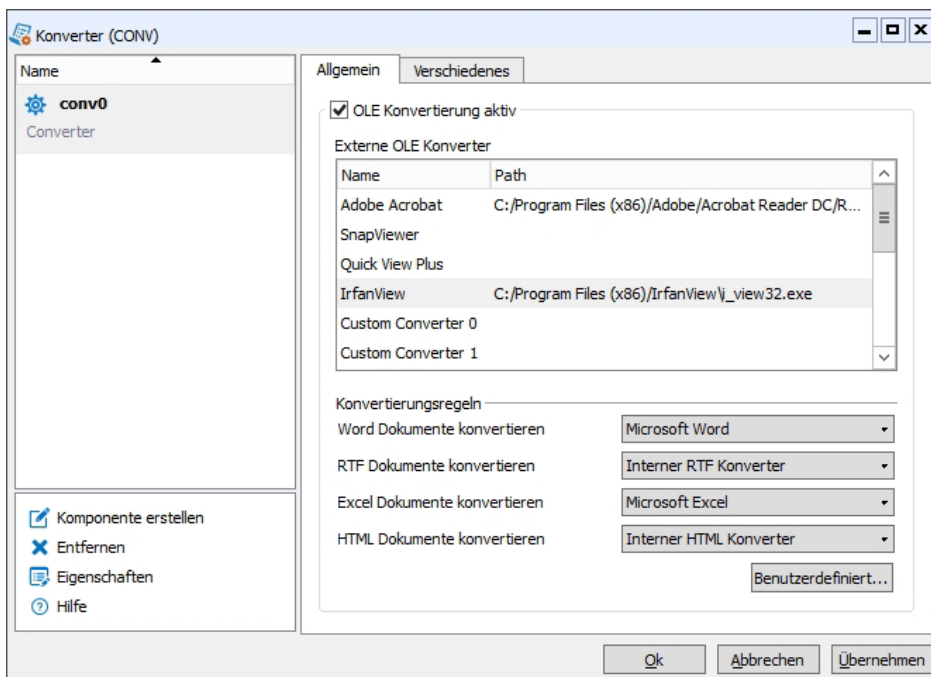 Konverter (CONV)
Name
conv0
Converter
Komponente erstellen
Entfernen
Eigenschaften
Hilfe
Allgemein Verschiedenes
OLE Konvertierung aktiv
Externe OLE Konverter
Name Path
Adobe Acrobat C:/Program Files (x86)/Adobe/Acrobat Reader DC/R...
SnapViewer
Quick View Plus
IrfanView C:/Program Files (x86)/IrfanView\i_view32.exe
Custom Converter 0
Custom Converter 1
Konvertierungsregeln
Word Dokumente konvertieren Microsoft Word
RTF Dokumente konvertieren Interner RTF Konverter
Excel Dokumente konvertieren Microsoft Excel
HTML Dokumente konvertieren Interner HTML Konverter
Benutzerdefiniert...
Ok Abbrechen Übernehmen